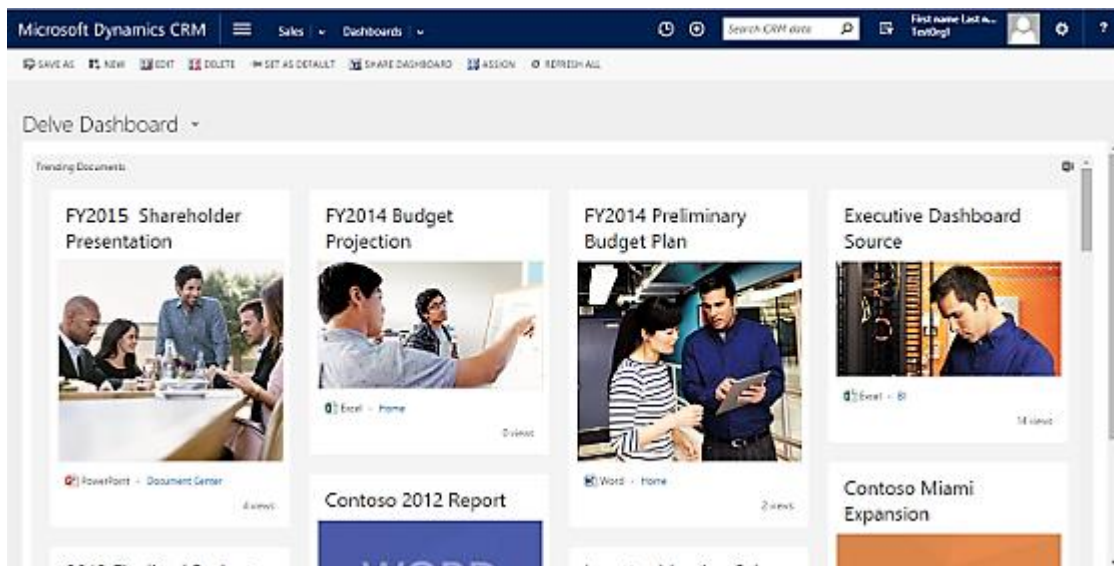 Microsoft Dynamics CRM Sales Dashboards Search CRM data First name Last n... ?
TestOrg1
SAVE AS NEW EDIT DELETE SET AS DEFAULT SHARE DASHBOARD ASSIGN REFRESH ALL
Delve Dashboard
Trending Documents
FY2015 Shareholder
Presentation
PowerPoint - Document Center
4 views
FY2014 Budget
Projection
Excel - Home
0 views
Contoso 2012 Report
WORD
FY2014 Preliminary
Budget Plan
Word - Home
2 views
Executive Dashboard
Source
Excel - BI
14 views
Contoso Miami
Expansion